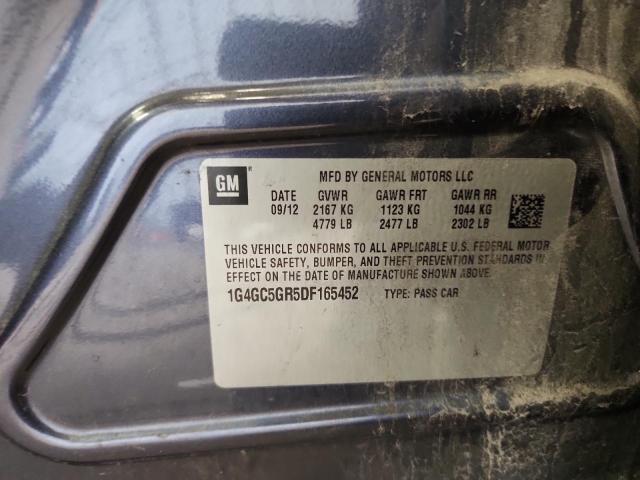 GM
MFD BY GENERAL MOTORS LLC
DATE GVWR GAWR FRT GAWR RR
09/12 2167 KG 1123 KG 1044 KG
4779 LB 2477 LB 2302 LB
THIS VEHICLE CONFORMS TO ALL APPLICABLE U.S. FEDERAL MOTOR
VEHICLE SAFETY, BUMPER, AND THEFT PREVENTION STANDARDS IN
EFFECT ON THE DATE OF MANUFACTURE SHOWN ABOVE.
1G4GC5GR5DF165452 TYPE: PASS CAR